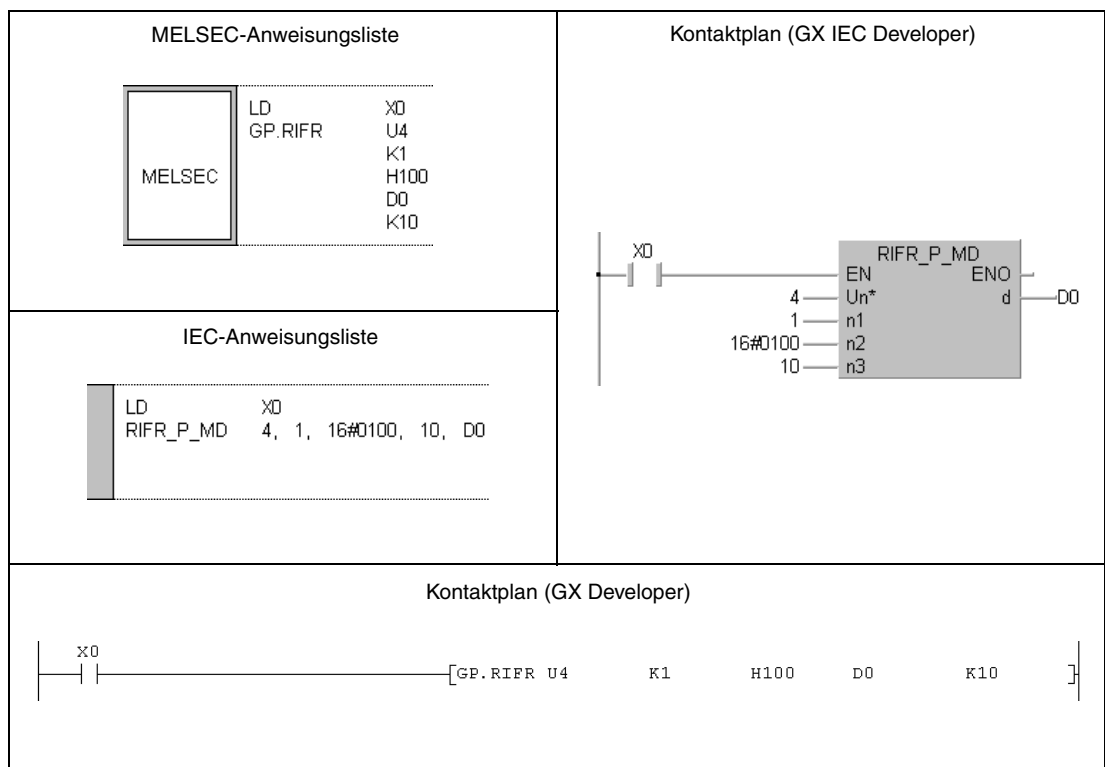 MELSEC-Anweisungsliste
MELSEC
LD X0
GP.RIFR U4
K1
H100
D0
K10
IEC-Anweisungsliste
LD X0
RIFR_P_MD 4, 1, 16#0100, 10, D0
Kontaktplan (GX IEC Developer)
X0
RIFR_P_MD
EN ENO
4 Un* d D0
1 n1
16#0100 n2
10 n3
Kontaktplan (GX Developer)
X0
[GP.RIFR U4 K1 H100 D0 K10 ]